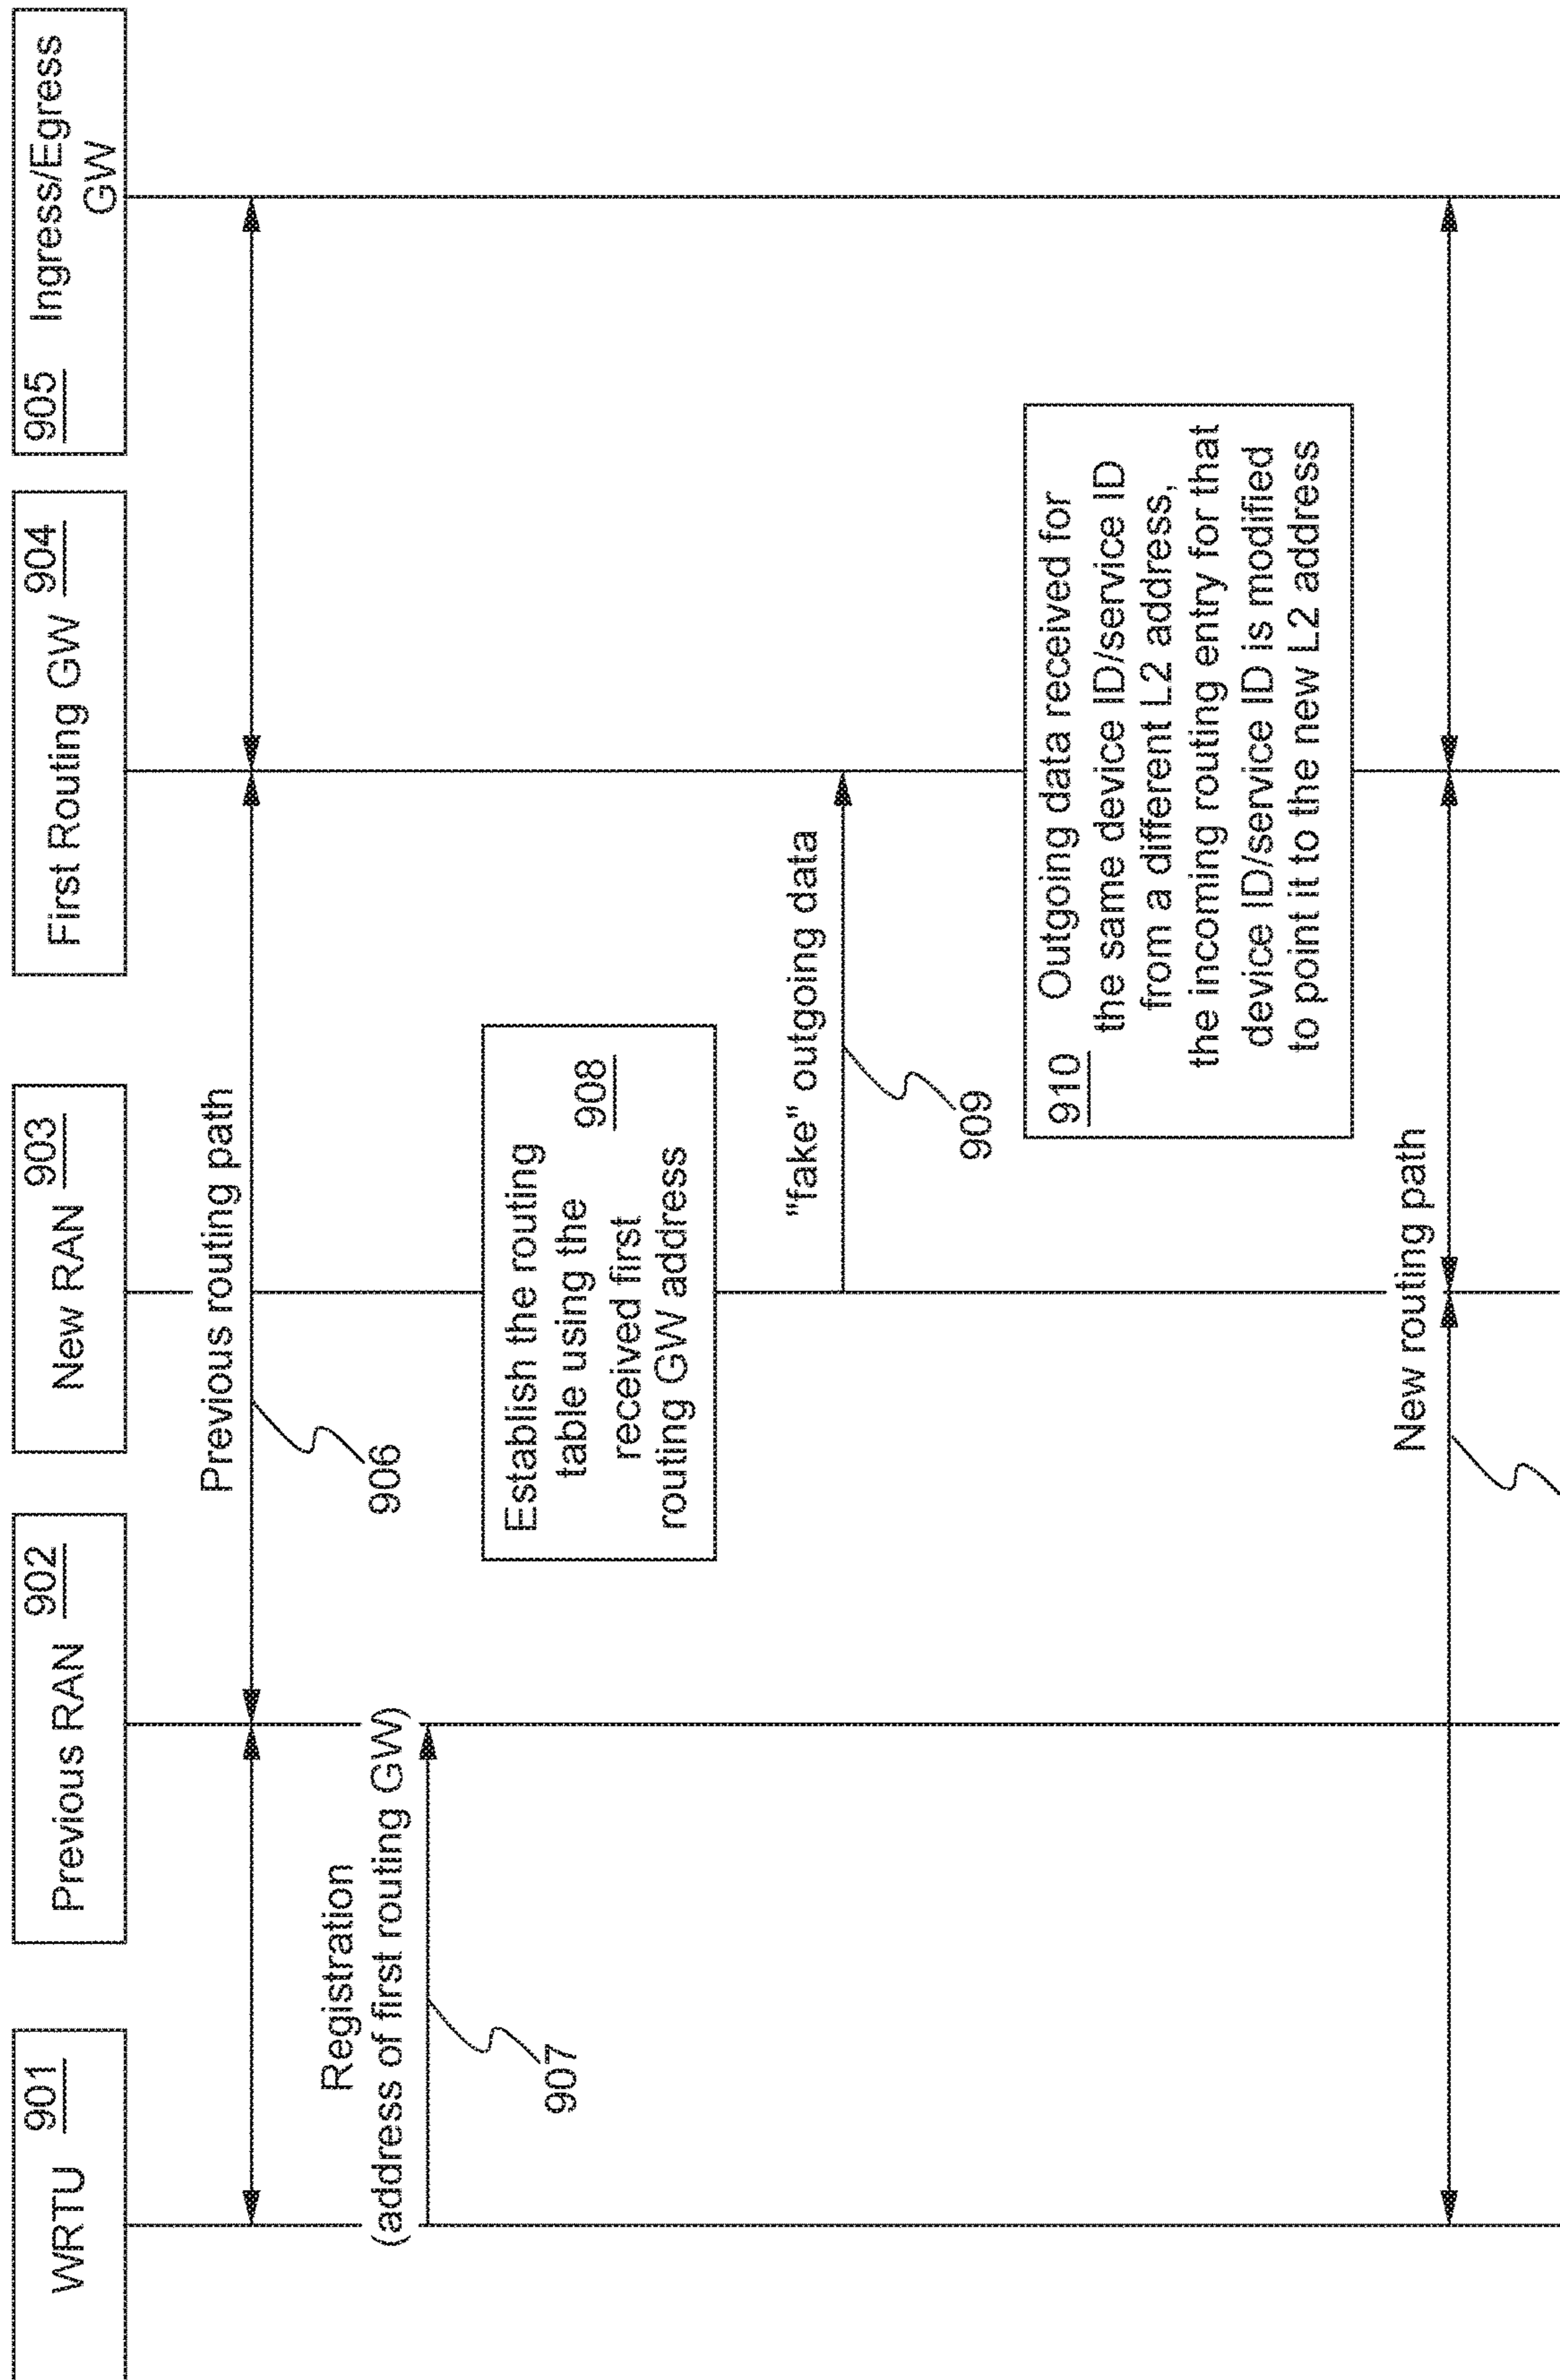 WRTU 901
Previous RAN 902
New RAN 903
First Routing GW 904
905 Ingress/Egress
GW
Previous routing path
906
Registration
(address of first routing GW)
907
Establish the routing
table using the 908
received first
routing GW address
"fake" outgoing data
909
910 Outgoing data received for
the same device ID/service ID
from a different L2 address,
the incoming routing entry for that
device ID/service ID is modified
to point it to the new L2 address
New routing path